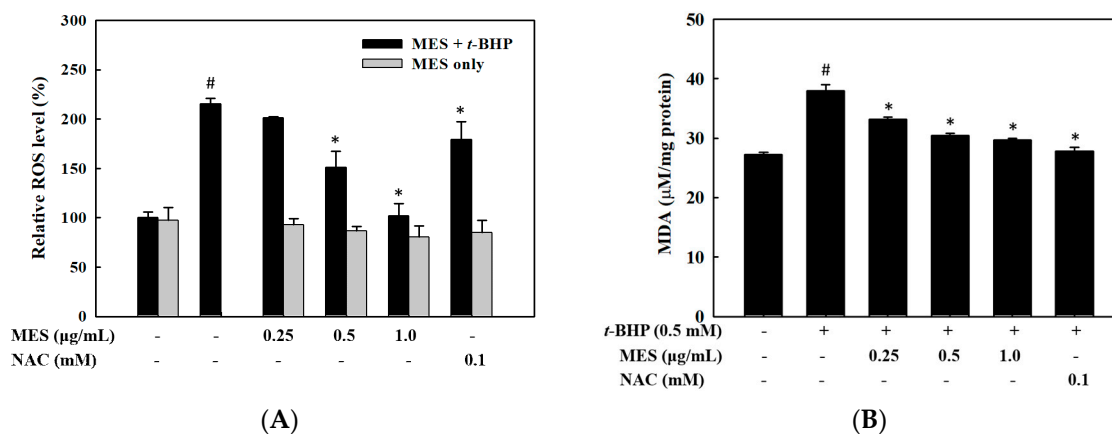 300
250
200
150
100
50
0
Relative ROS level (%)
MES + t-BHP
MES only
#
*
*
*
MES (µg/mL) - - 0.25 0.5 1.0 -
NAC (mM) - - - - - 0.1
(A)
50
40
30
20
10
0
MDA (µM/mg protein)
#
*
*
*
*
t-BHP (0.5 mM) - + + + + +
MES (µg/mL) - - 0.25 0.5 1.0 -
NAC (mM) - - - - - 0.1
(B)